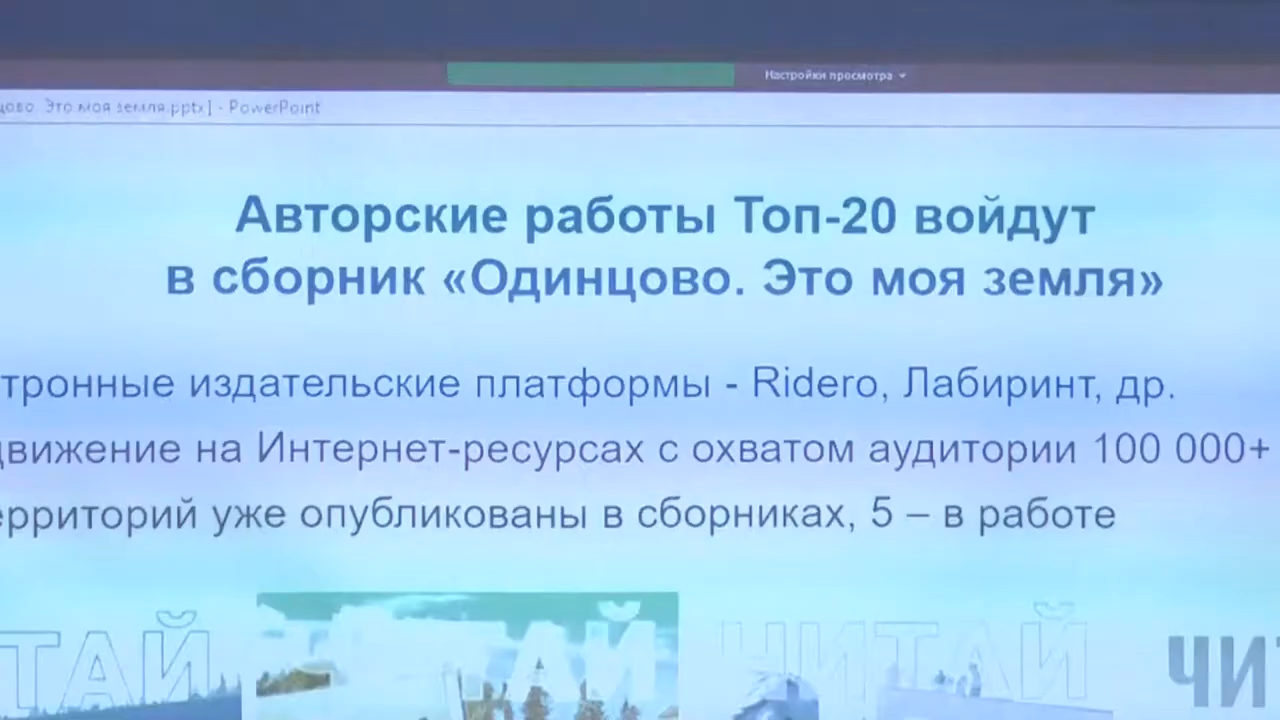 Настройки просмотра
цово. Это моя земля.pptx] - PowerPoint
Авторские работы Топ-20 войдут
в сборник «Одинцово. Это моя земля»
тронные издательские платформы - Ridero, Лабиринт, др.
движение на Интернет-ресурсах с охватом аудитории 100 000+
ерриторий уже опубликованы в сборниках, 5 – в работе
ТАЙ ЧИТАЙ ЧИТАЙ ЧИТ